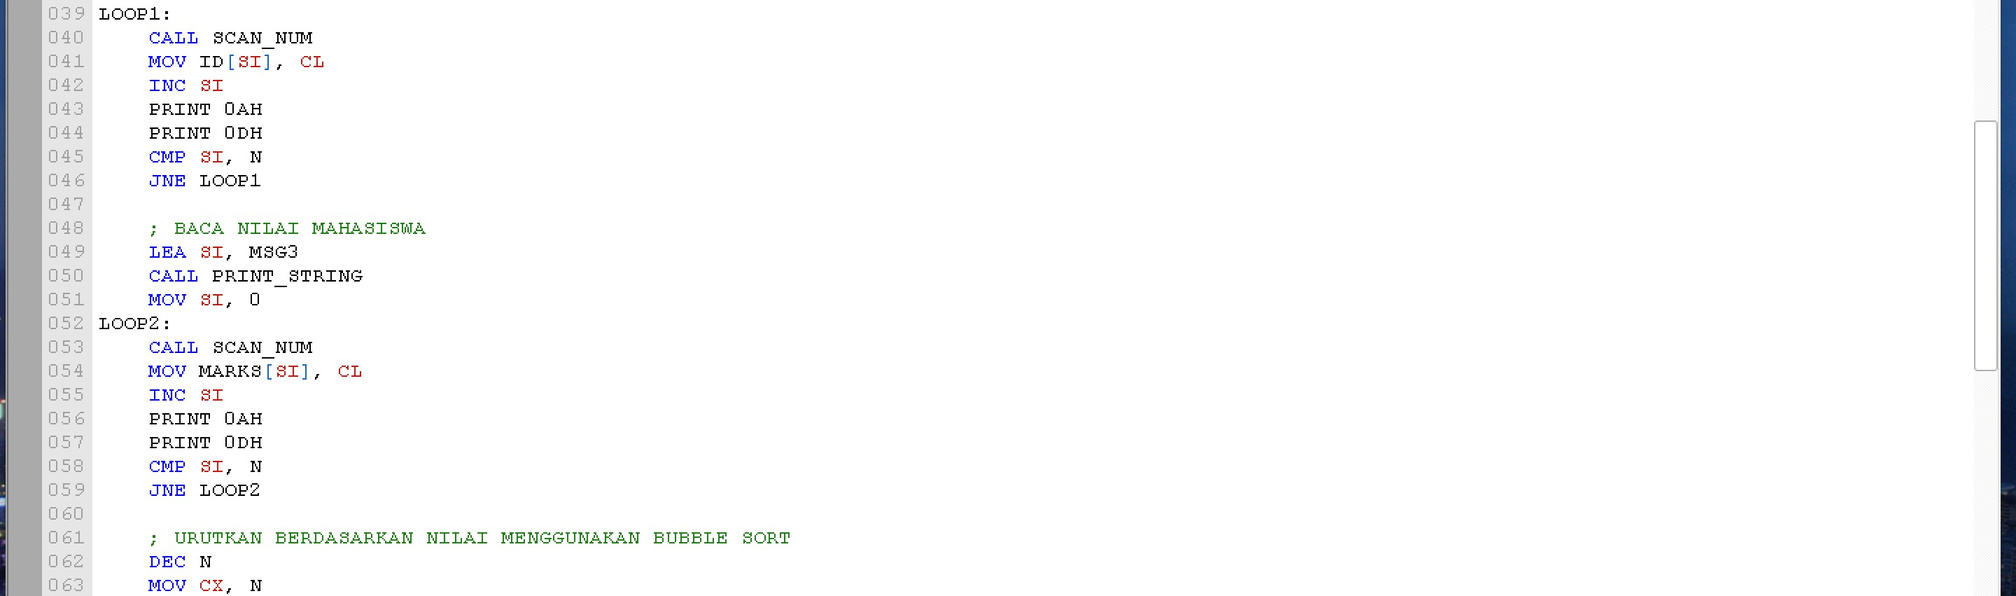 039 LOOP1:
040 CALL SCAN_NUM
041 MOV ID[SI], CL
042 INC SI
043 PRINT 0AH
044 PRINT 0DH
045 CMP SI, N
046 JNE LOOP1
047
048 ; BACA NILAI MAHASISWA
049 LEA SI, MSG3
050 CALL PRINT_STRING
051 MOV SI, 0
052 LOOP2:
053 CALL SCAN_NUM
054 MOV MARKS[SI], CL
055 INC SI
056 PRINT 0AH
057 PRINT 0DH
058 CMP SI, N
059 JNE LOOP2
060
061 ; URUTKAN BERDASARKAN NILAI MENGGUNAKAN BUBBLE SORT
062 DEC N
063 MOV CX, N